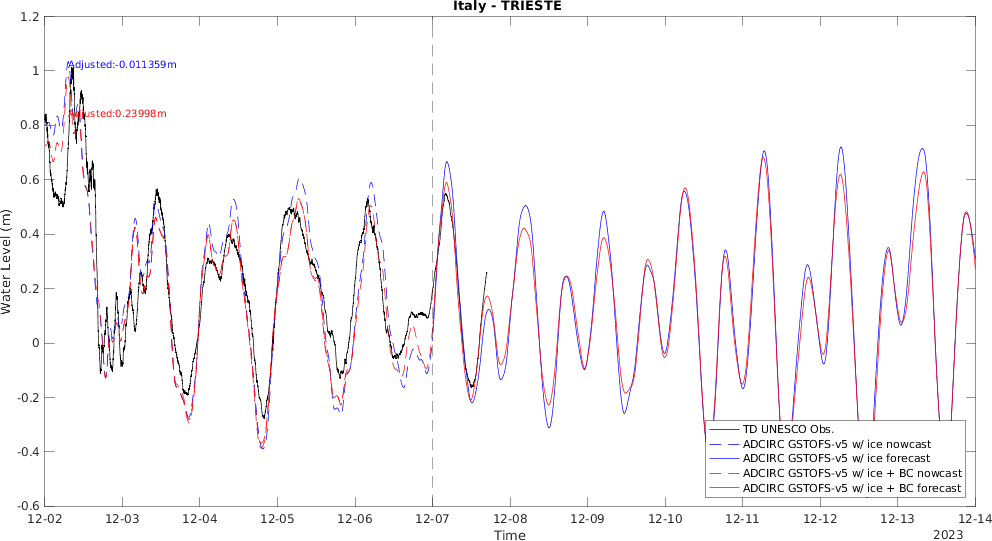 Italy - TRIESTE
1.2
1
0.8
0.6
0.4
0.2
0
-0.2
-0.4
-0.6
Water Level (m)
Adjusted:-0.011359m
Adjusted:0.23998m
TD UNESCO Obs.
ADCIRC GSTOFS-v5 w/ ice nowcast
ADCIRC GSTOFS-v5 w/ ice forecast
ADCIRC GSTOFS-v5 w/ ice + BC nowcast
ADCIRC GSTOFS-v5 w/ ice + BC forecast
12-02 12-03 12-04 12-05 12-06 12-07 12-08 12-09 12-10 12-11 12-12 12-13 12-14
Time
2023